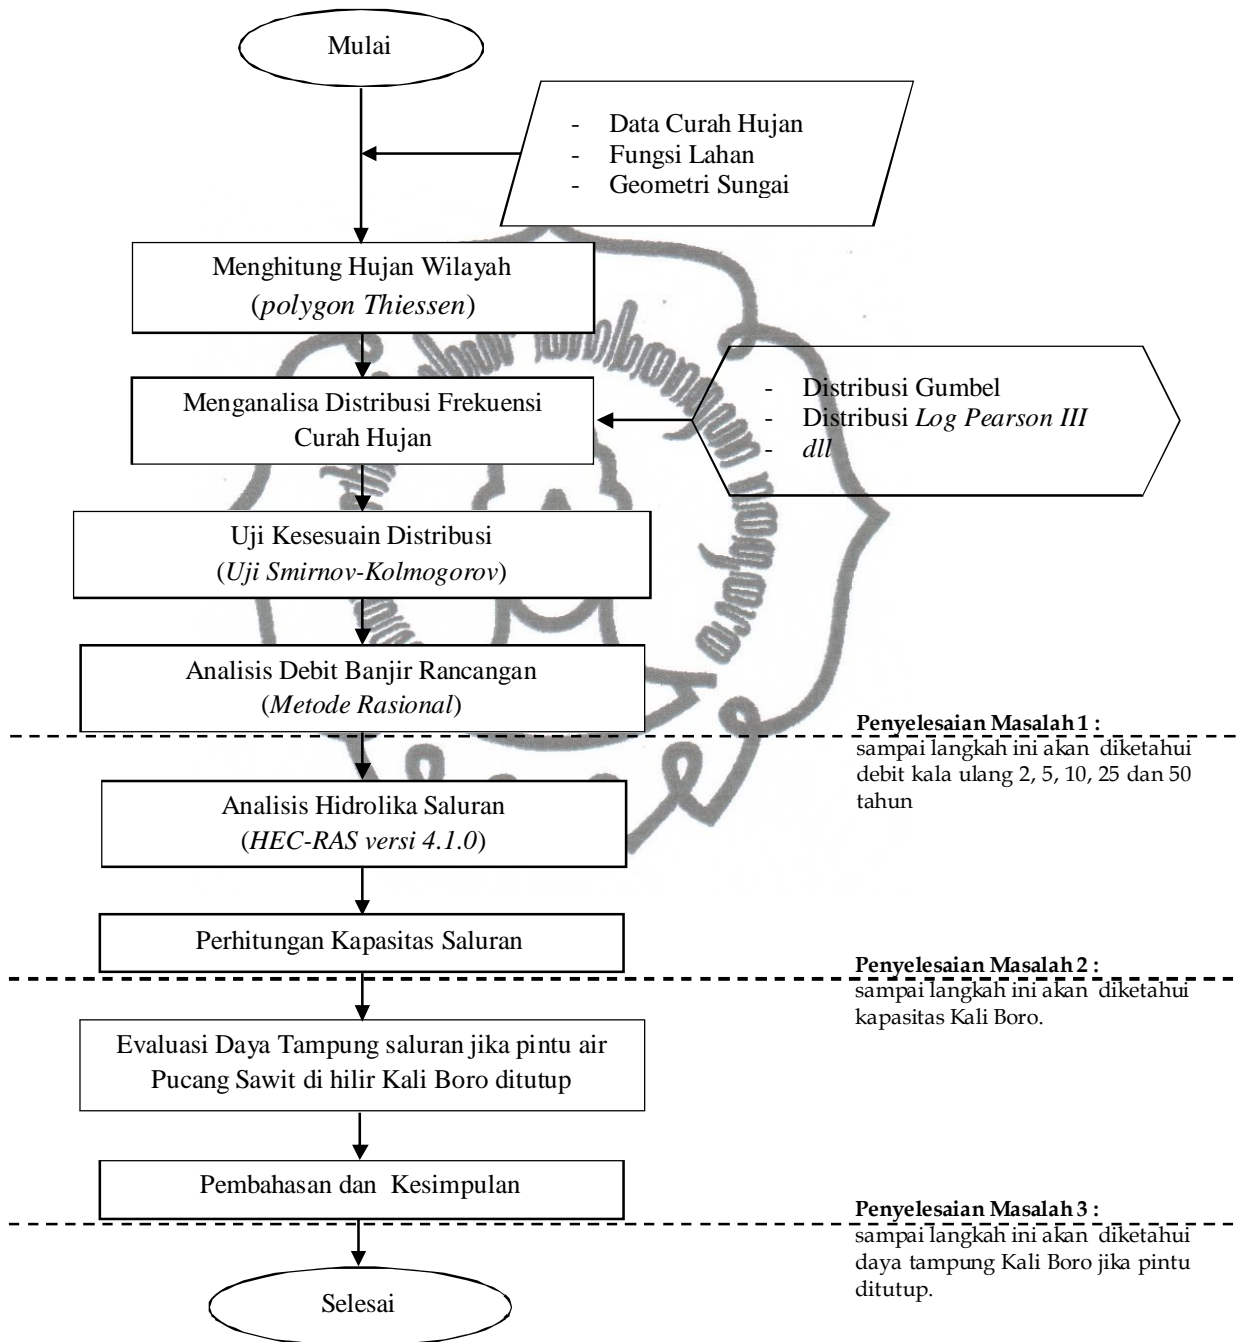 Mulai
- Data Curah Hujan
- Fungsi Lahan
- Geometri Sungai
Menghitung Hujan Wilayah
(polygon Thiessen)
Menganalisa Distribusi Frekuensi
Curah Hujan
- Distribusi Gumbel
- Distribusi Log Pearson III
- dll
Uji Kesesuain Distribusi
(Uji Smirnov-Kolmogorov)
Analisis Debit Banjir Rancangan
(Metode Rasional)
Penyelesaian Masalah 1 :
sampai langkah ini akan diketahui
debit kala ulang 2, 5, 10, 25 dan 50
tahun
Analisis Hidrolika Saluran
(HEC-RAS versi 4.1.0)
Perhitungan Kapasitas Saluran
Penyelesaian Masalah 2 :
sampai langkah ini akan diketahui
kapasitas Kali Boro.
Evaluasi Daya Tampung saluran jika pintu air
Pucang Sawit di hilir Kali Boro ditutup
Pembahasan dan Kesimpulan
Penyelesaian Masalah 3 :
sampai langkah ini akan diketahui
daya tampung Kali Boro jika pintu
ditutup.
Selesai